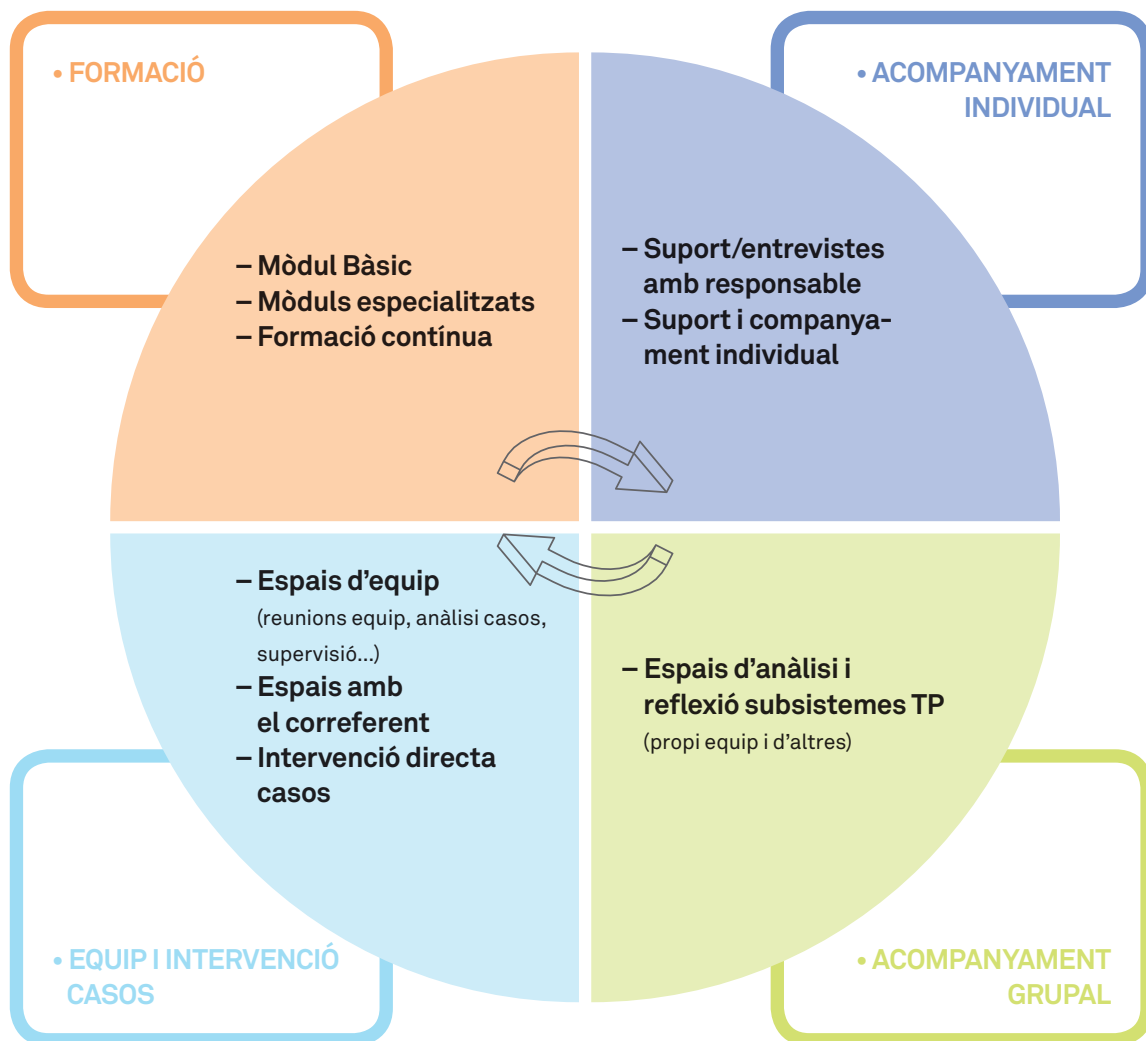 • FORMACIÓ
– Mòdul Bàsic
– Mòduls especialitzats
– Formació contínua
• ACOMPANYAMENT
INDIVIDUAL
– Suport/entrevistes
amb responsable
– Suport i companya-
ment individual
– Espais d’equip
(reunions equip, anàlisi casos,
supervisió...)
– Espais amb
el correferent
– Intervenció directa
casos
• EQUIP I INTERVENCIÓ
CASOS
– Espais d’anàlisi i
reflexió subsistemes TP
(propi equip i d’altres)
• ACOMPANYAMENT
GRUPAL